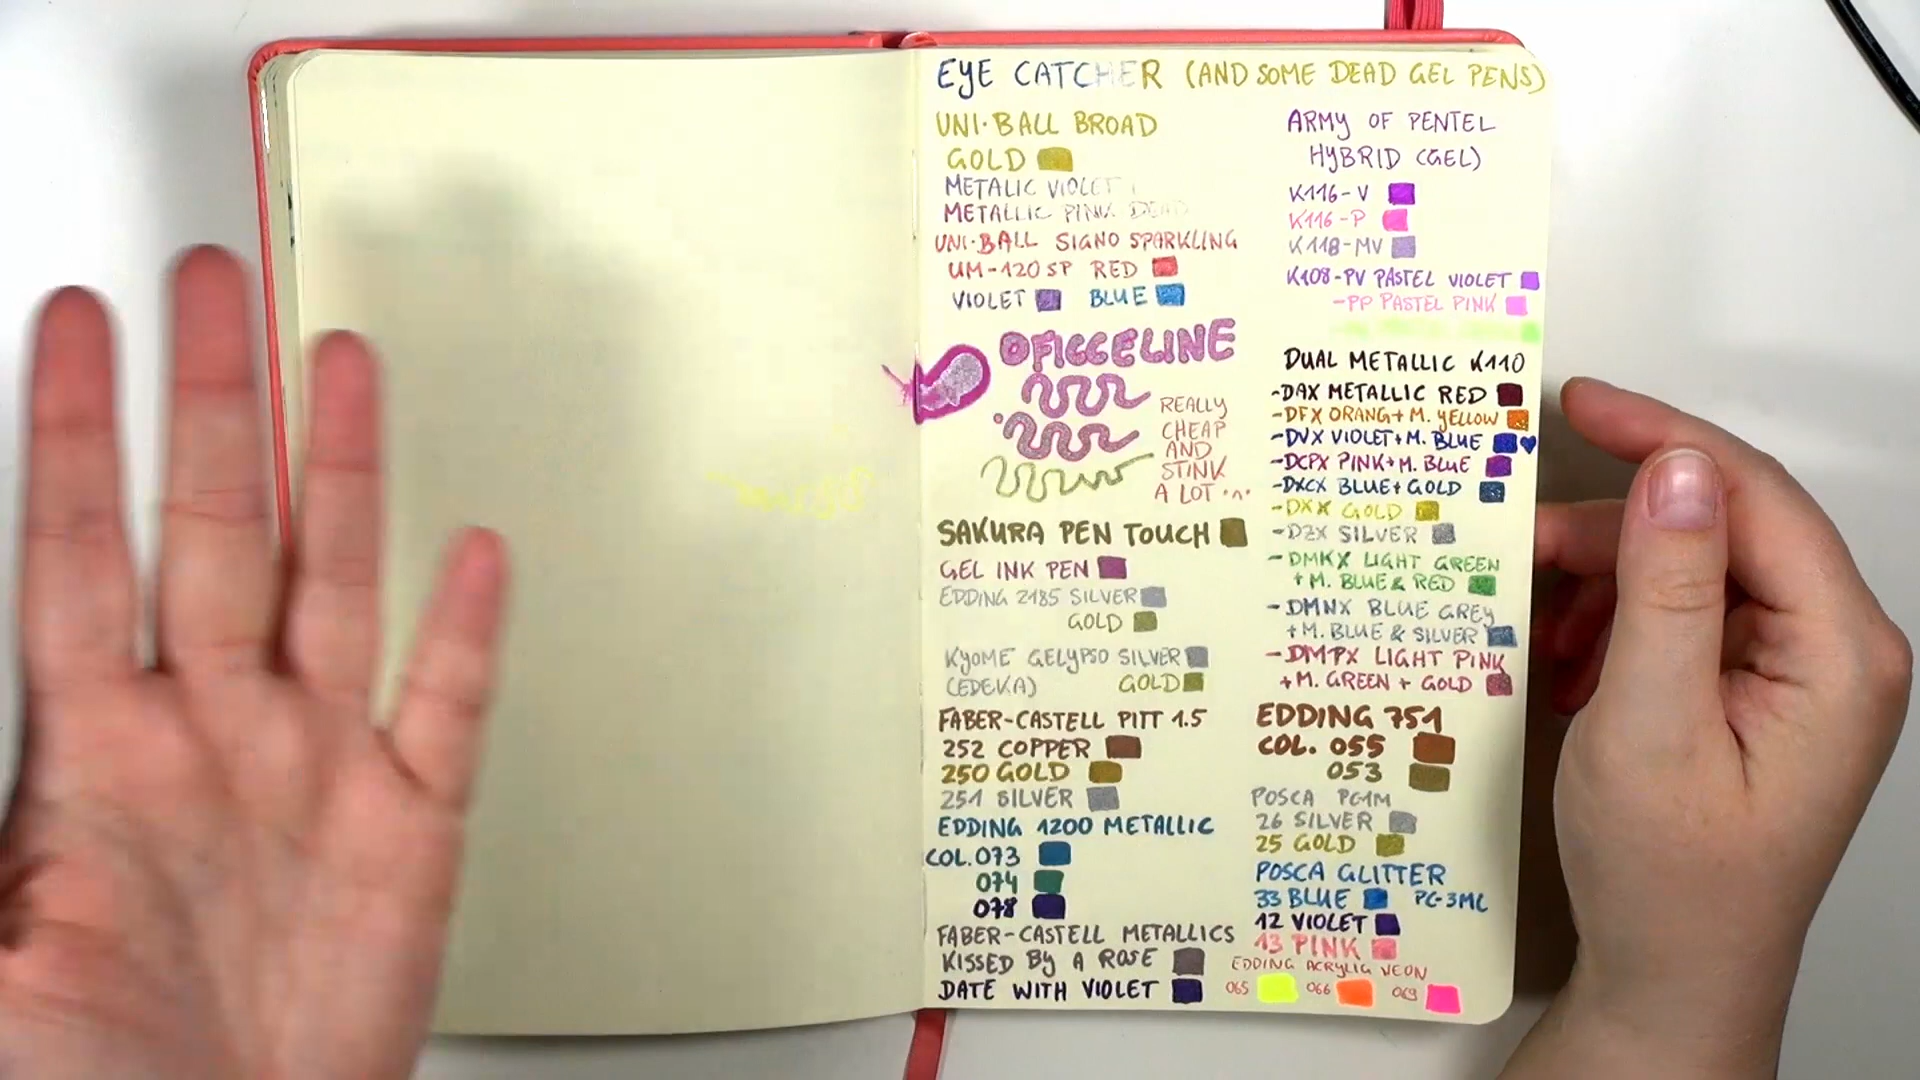 EYE CATCHER (AND SOME DEAD GEL PENS)
UNI·BALL BROAD
GOLD
METALIC VIOLET
METALLIC PINK DEAD
UNI·BALL SIGNO SPARKLING
UM-120SP RED
VIOLET BLUE
OFFICELINE
REALLY
CHEAP
AND
STINK
A LOT ·^·
SAKURA PEN TOUCH
GEL INK PEN
EDDING 2185 SILVER
GOLD
KYOME GELYPSO SILVER
(EDEKA) GOLD
FABER-CASTELL PITT 1.5
252 COPPER
250 GOLD
251 SILVER
EDDING 1200 METALLIC
COL. 073
074
078
FABER-CASTELL METALLICS
KISSED BY A ROSE
DATE WITH VIOLET
ARMY OF PENTEL
HYBRID (GEL)
K116-V
K116-P
K118-MV
K108-PV PASTEL VIOLET
-PP PASTEL PINK
DUAL METALLIC K110
-DAX METALLIC RED
-DFX ORANG+ M. YELLOW
-DVX VIOLET+M. BLUE ♥
-DCPX PINK+M. BLUE
-DXCX BLUE+GOLD
-DXX GOLD
-DZX SILVER
-DMKX LIGHT GREEN
+M. BLUE & RED
-DMNX BLUE GREY
+M. BLUE & SILVER
-DMPX LIGHT PINK
+M. GREEN + GOLD
EDDING 751
COL. 055
053
POSCA PC-1M
26 SILVER
25 GOLD
POSCA GLITTER
33 BLUE PC-3ML
12 VIOLET
13 PINK
EDDING ACRYLIC NEON
065 066 069